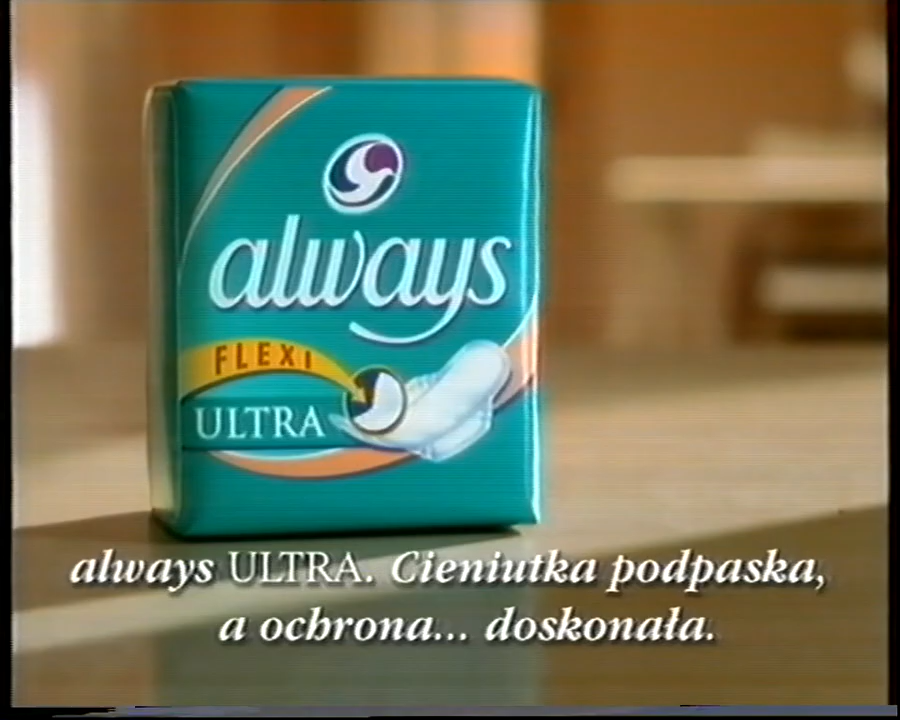 always
FLEXI
ULTRA
always ULTRA. Cieniutka podpaska,
a ochrona... doskonała.